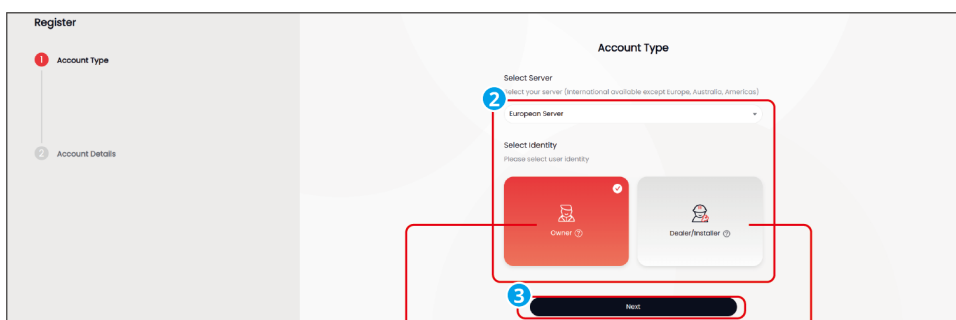 Register
1 Account Type
2 Account Details
Account Type
Select Server
Select your server (International available except Europe, Australia, Americas)
2
European Server
Select Identity
Please select user identity
Owner ?
Dealer/Installer ?
3
Next